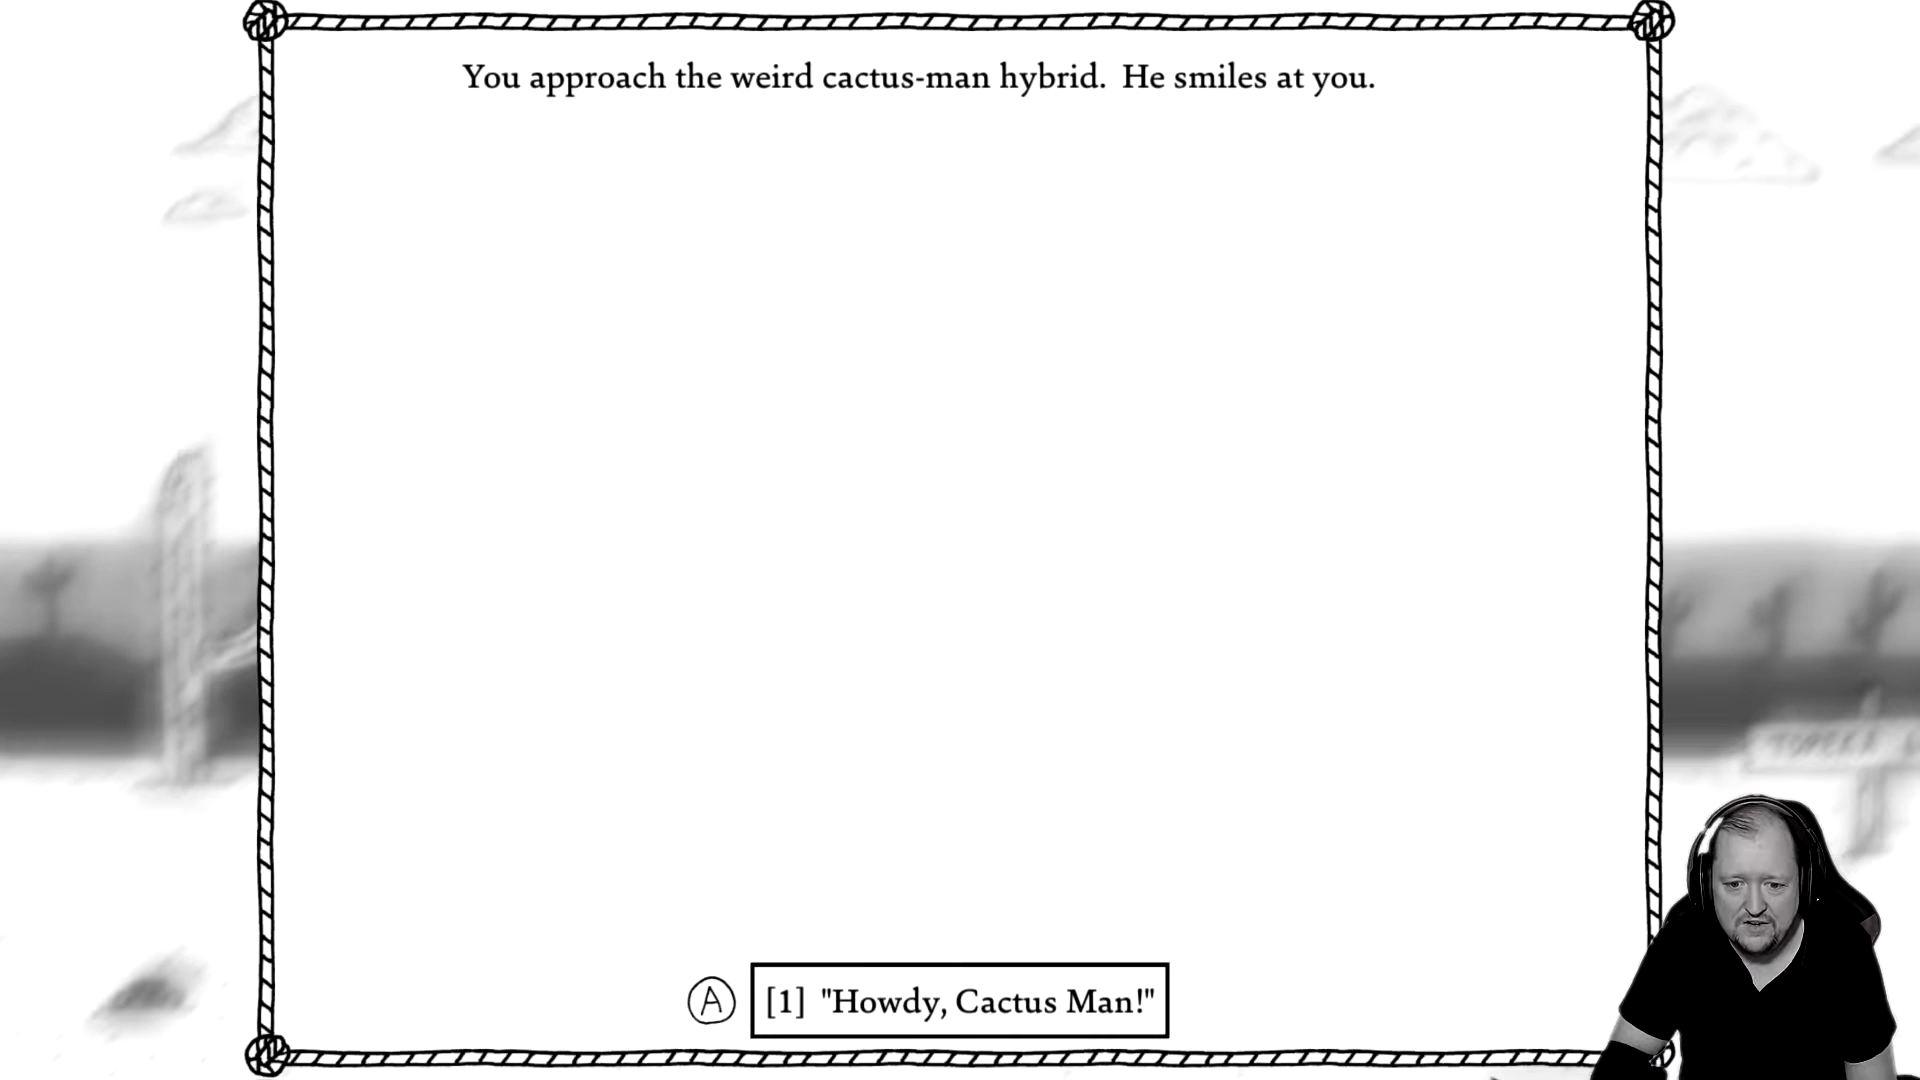 You approach the weird cactus-man hybrid.  He smiles at you.
A [1] "Howdy, Cactus Man!"